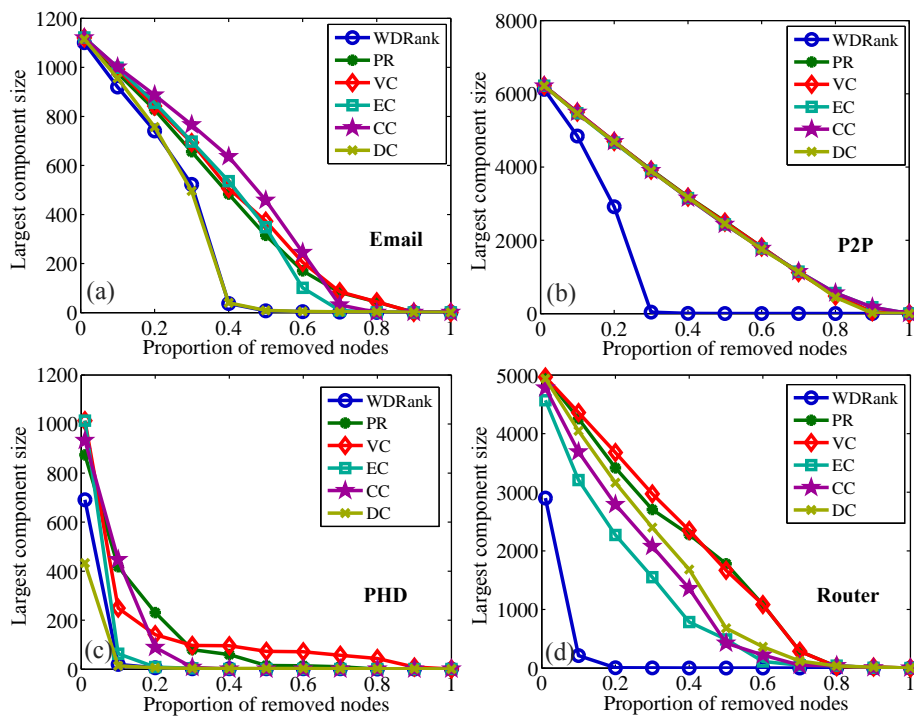 1200
1000
800
600
400
200
0
Largest component size
WDRank
PR
VC
EC
CC
DC
Email
(a)
0 0.2 0.4 0.6 0.8 1
Proportion of removed nodes
8000
6000
4000
2000
0
Largest component size
WDRank
PR
VC
EC
CC
DC
P2P
(b)
0 0.2 0.4 0.6 0.8 1
Proportion of removed nodes
1200
1000
800
600
400
200
0
Largest component size
WDRank
PR
VC
EC
CC
DC
PHD
(c)
0 0.2 0.4 0.6 0.8 1
Proportion of removed nodes
5000
4000
3000
2000
1000
0
Largest component size
WDRank
PR
VC
EC
CC
DC
Router
(d)
0 0.2 0.4 0.6 0.8 1
Proportion of removed nodes